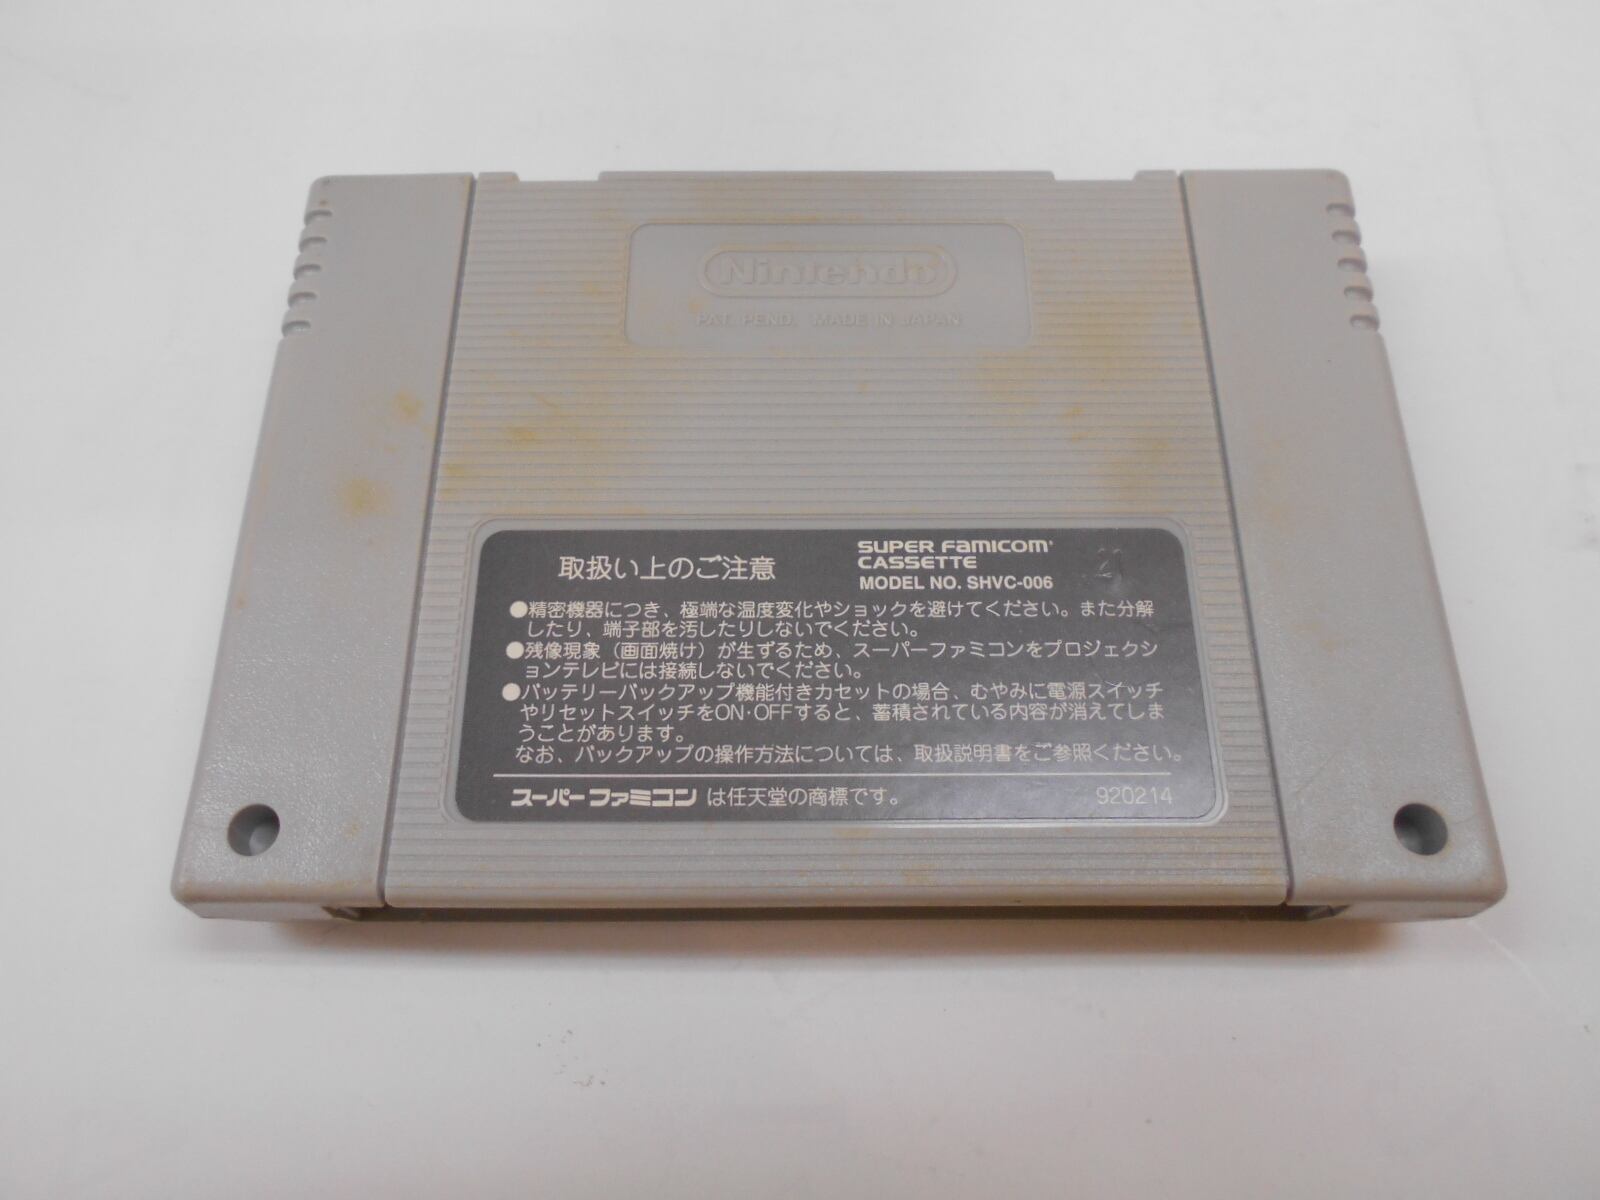 Nintendo
PAT. PEND. MADE IN JAPAN
取扱い上のご注意
SUPER FAMICOM
CASSETTE
MODEL NO. SHVC-006
21
●精密機器につき、極端な温度変化やショックを避けてください。また分解
したり、端子部を汚したりしないでください。
●残像現象（画面焼け）が生ずるため、スーパーファミコンをプロジェクシ
ョンテレビには接続しないでください。
●バッテリーバックアップ機能付きカセットの場合、むやみに電源スイッチ
やリセットスイッチをON･OFFすると、蓄積されている内容が消えてしま
うことがあります。
なお、バックアップの操作方法については、取扱説明書をご参照ください。
スーパーファミコンは任天堂の商標です。
920214